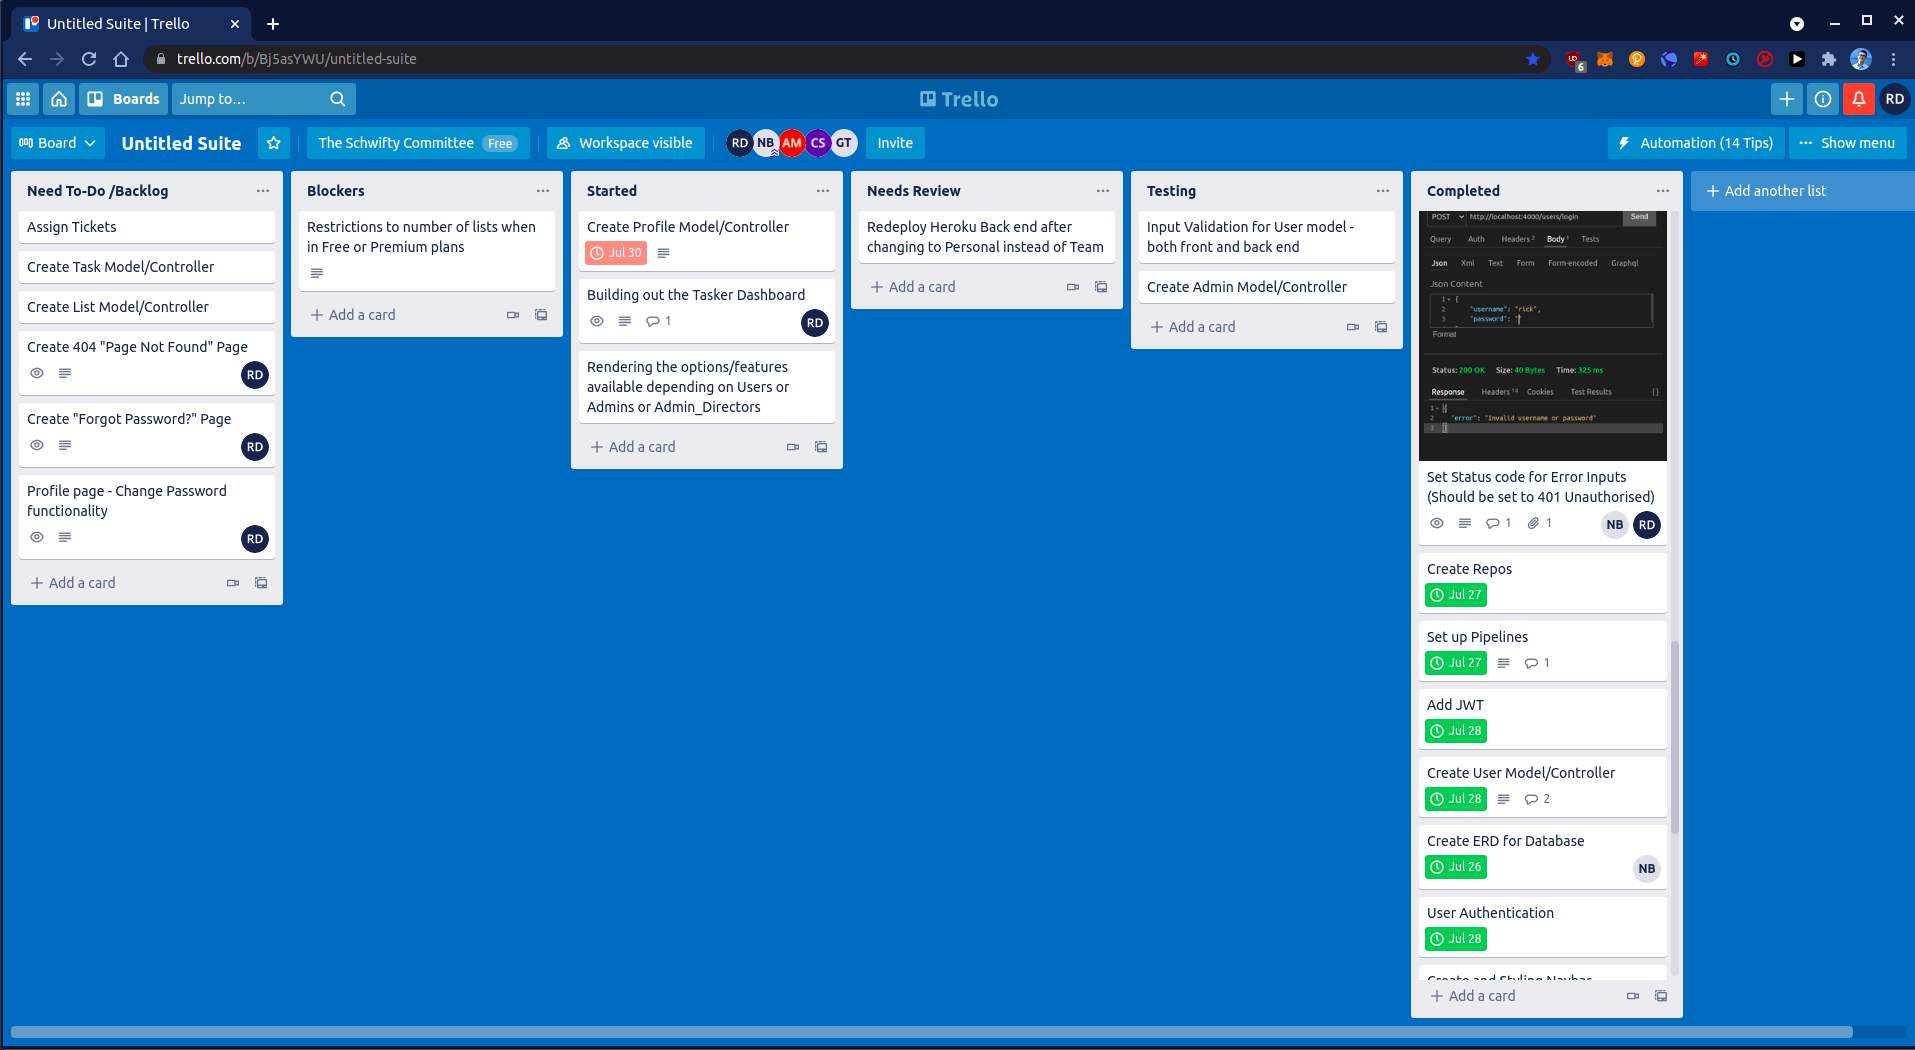 Untitled Suite | Trello
trello.com/b/Bj5asYWU/untitled-suite
6
Boards
Jump to…
Trello
RD
Board
Untitled Suite
The Schwifty Committee Free
Workspace visible
RD NB AM CS GT
Invite
Automation (14 Tips)
Show menu
Need To-Do /Backlog
Assign Tickets
Create Task Model/Controller
Create List Model/Controller
Create 404 "Page Not Found" Page
RD
Create "Forgot Password?" Page
RD
Profile page - Change Password
functionality
RD
Add a card
Blockers
Restrictions to number of lists when
in Free or Premium plans
Add a card
Started
Create Profile Model/Controller
Jul 30
Building out the Tasker Dashboard
1
RD
Rendering the options/features
available depending on Users or
Admins or Admin_Directors
Add a card
Needs Review
Redeploy Heroku Back end after
changing to Personal instead of Team
Add a card
Testing
Input Validation for User model -
both front and back end
Create Admin Model/Controller
Add a card
Completed
POST http://localhost:4000/users/login Send
Query Auth Headers 2 Body 1 Tests
Json Xml Text Form Form-encoded Graphql
Json Content
1 {
2 "username": "rick",
3 "password": "
Format
Status: 200 OK Size: 40 Bytes Time: 325 ms
Response Headers 14 Cookies Test Results { }
1 {
2 "error": "Invalid username or password"
3 }
Set Status code for Error Inputs
(Should be set to 401 Unauthorised)
1 1
NB RD
Create Repos
Jul 27
Set up Pipelines
Jul 27 1
Add JWT
Jul 28
Create User Model/Controller
Jul 28 2
Create ERD for Database
Jul 26
NB
User Authentication
Jul 28
Create and Styling Navbar
Add a card
Add another list